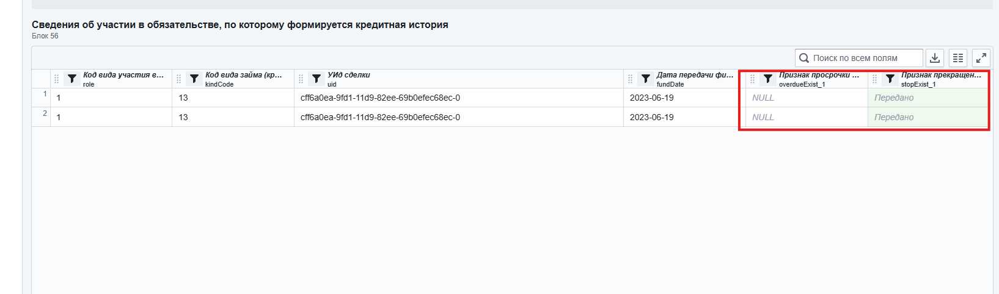 Сведения об участии в обязательстве, по которому формируется кредитная история
Блок 56
Поиск по всем полям
Код вида участия в... Код вида займа (кр... УИд сделки Дата передачи фи... Признак просрочки ... Признак прекращен...
role kindCode uid fundDate overdueExist_1 stopExist_1
1 1 13 cff6a0ea-9fd1-11d9-82ee-69b0efec68ec-0 2023-06-19 NULL Передано
2 1 13 cff6a0ea-9fd1-11d9-82ee-69b0efec68ec-0 2023-06-19 NULL Передано